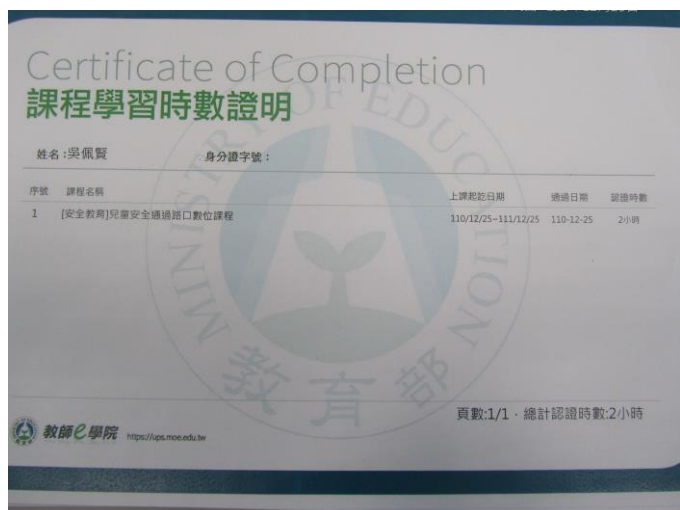 Certificate of Completion
課程學習時數證明
姓名:吳佩賢 身分證字號:
序號 課程名稱 上課起訖日期 通過日期 認證時數
1 [安全教育]兒童安全通過路口數位課程 110/12/25~111/12/25 110-12-25 2小時
MINISTRY OF EDUCATION
教育部
頁數:1/1 · 總計認證時數:2小時
教師e學院 https://ups.moe.edu.tw